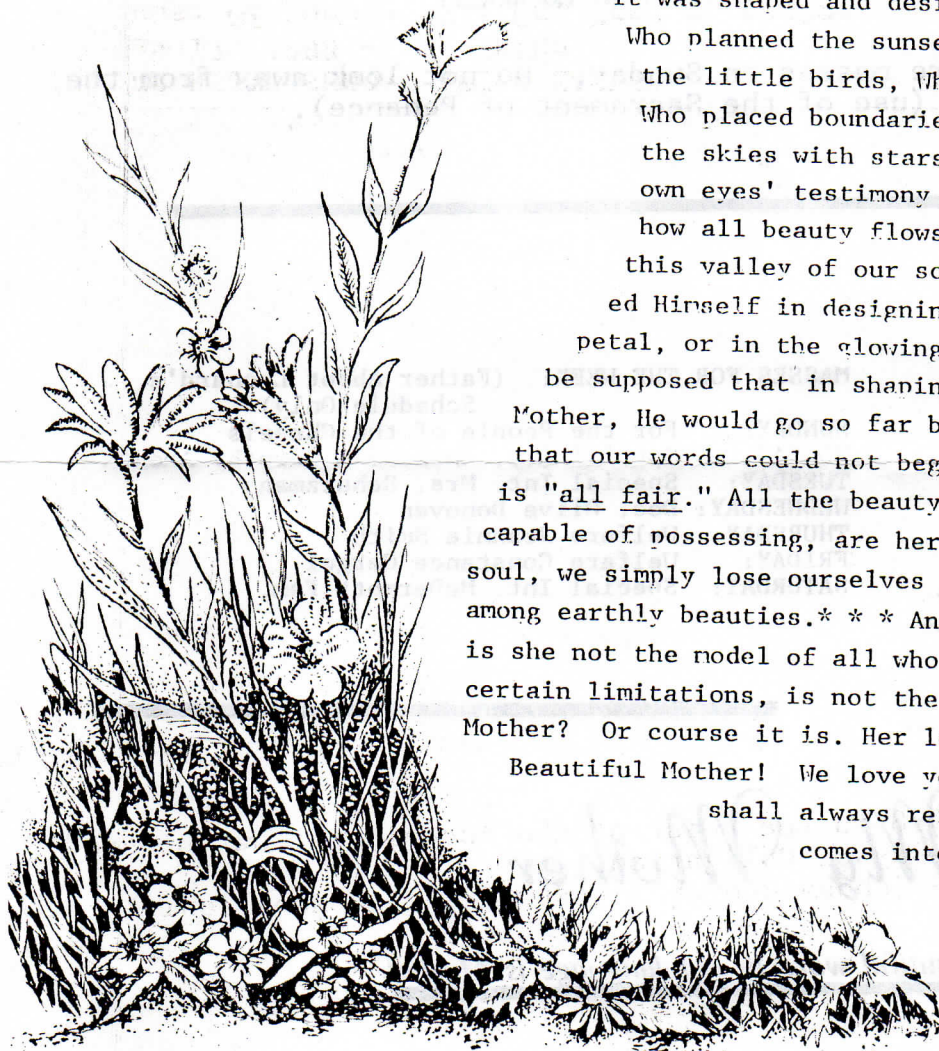 It was shaped and desi
Who planned the sunse
the little birds, Wh
Who placed boundarie
the skies with stars
own eyes' testimony
how all beauty flows
this valley of our so
ed Himself in designin
petal, or in the glowing
be supposed that in shapin
Mother, He would go so far b
that our words could not beg
is "all fair." All the beauty
capable of possessing, are her
soul, we simply lose ourselves
among earthly beauties.* * * An
is she not the model of all who
certain limitations, is not the
Mother? Or course it is. Her l
Beautiful Mother! We love y
shall always re
comes int